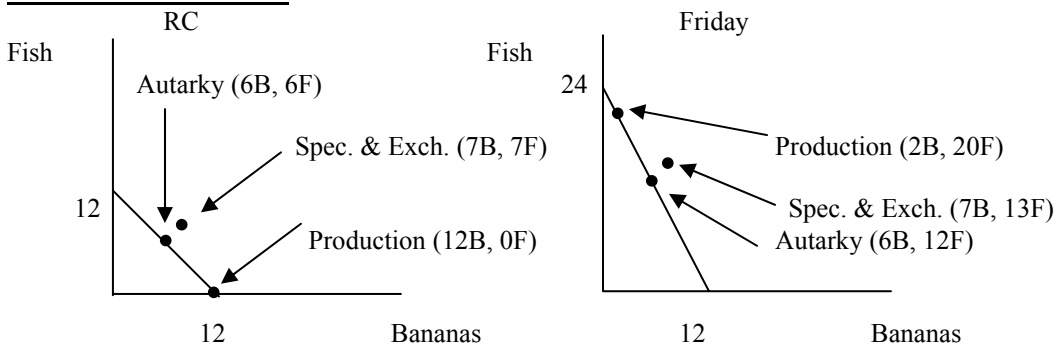 RC
Fish
Autarky (6B, 6F)
Spec. & Exch. (7B, 7F)
12
Production (12B, 0F)
12
Bananas
Friday
Fish
24
Production (2B, 20F)
Spec. & Exch. (7B, 13F)
Autarky (6B, 12F)
12
Bananas